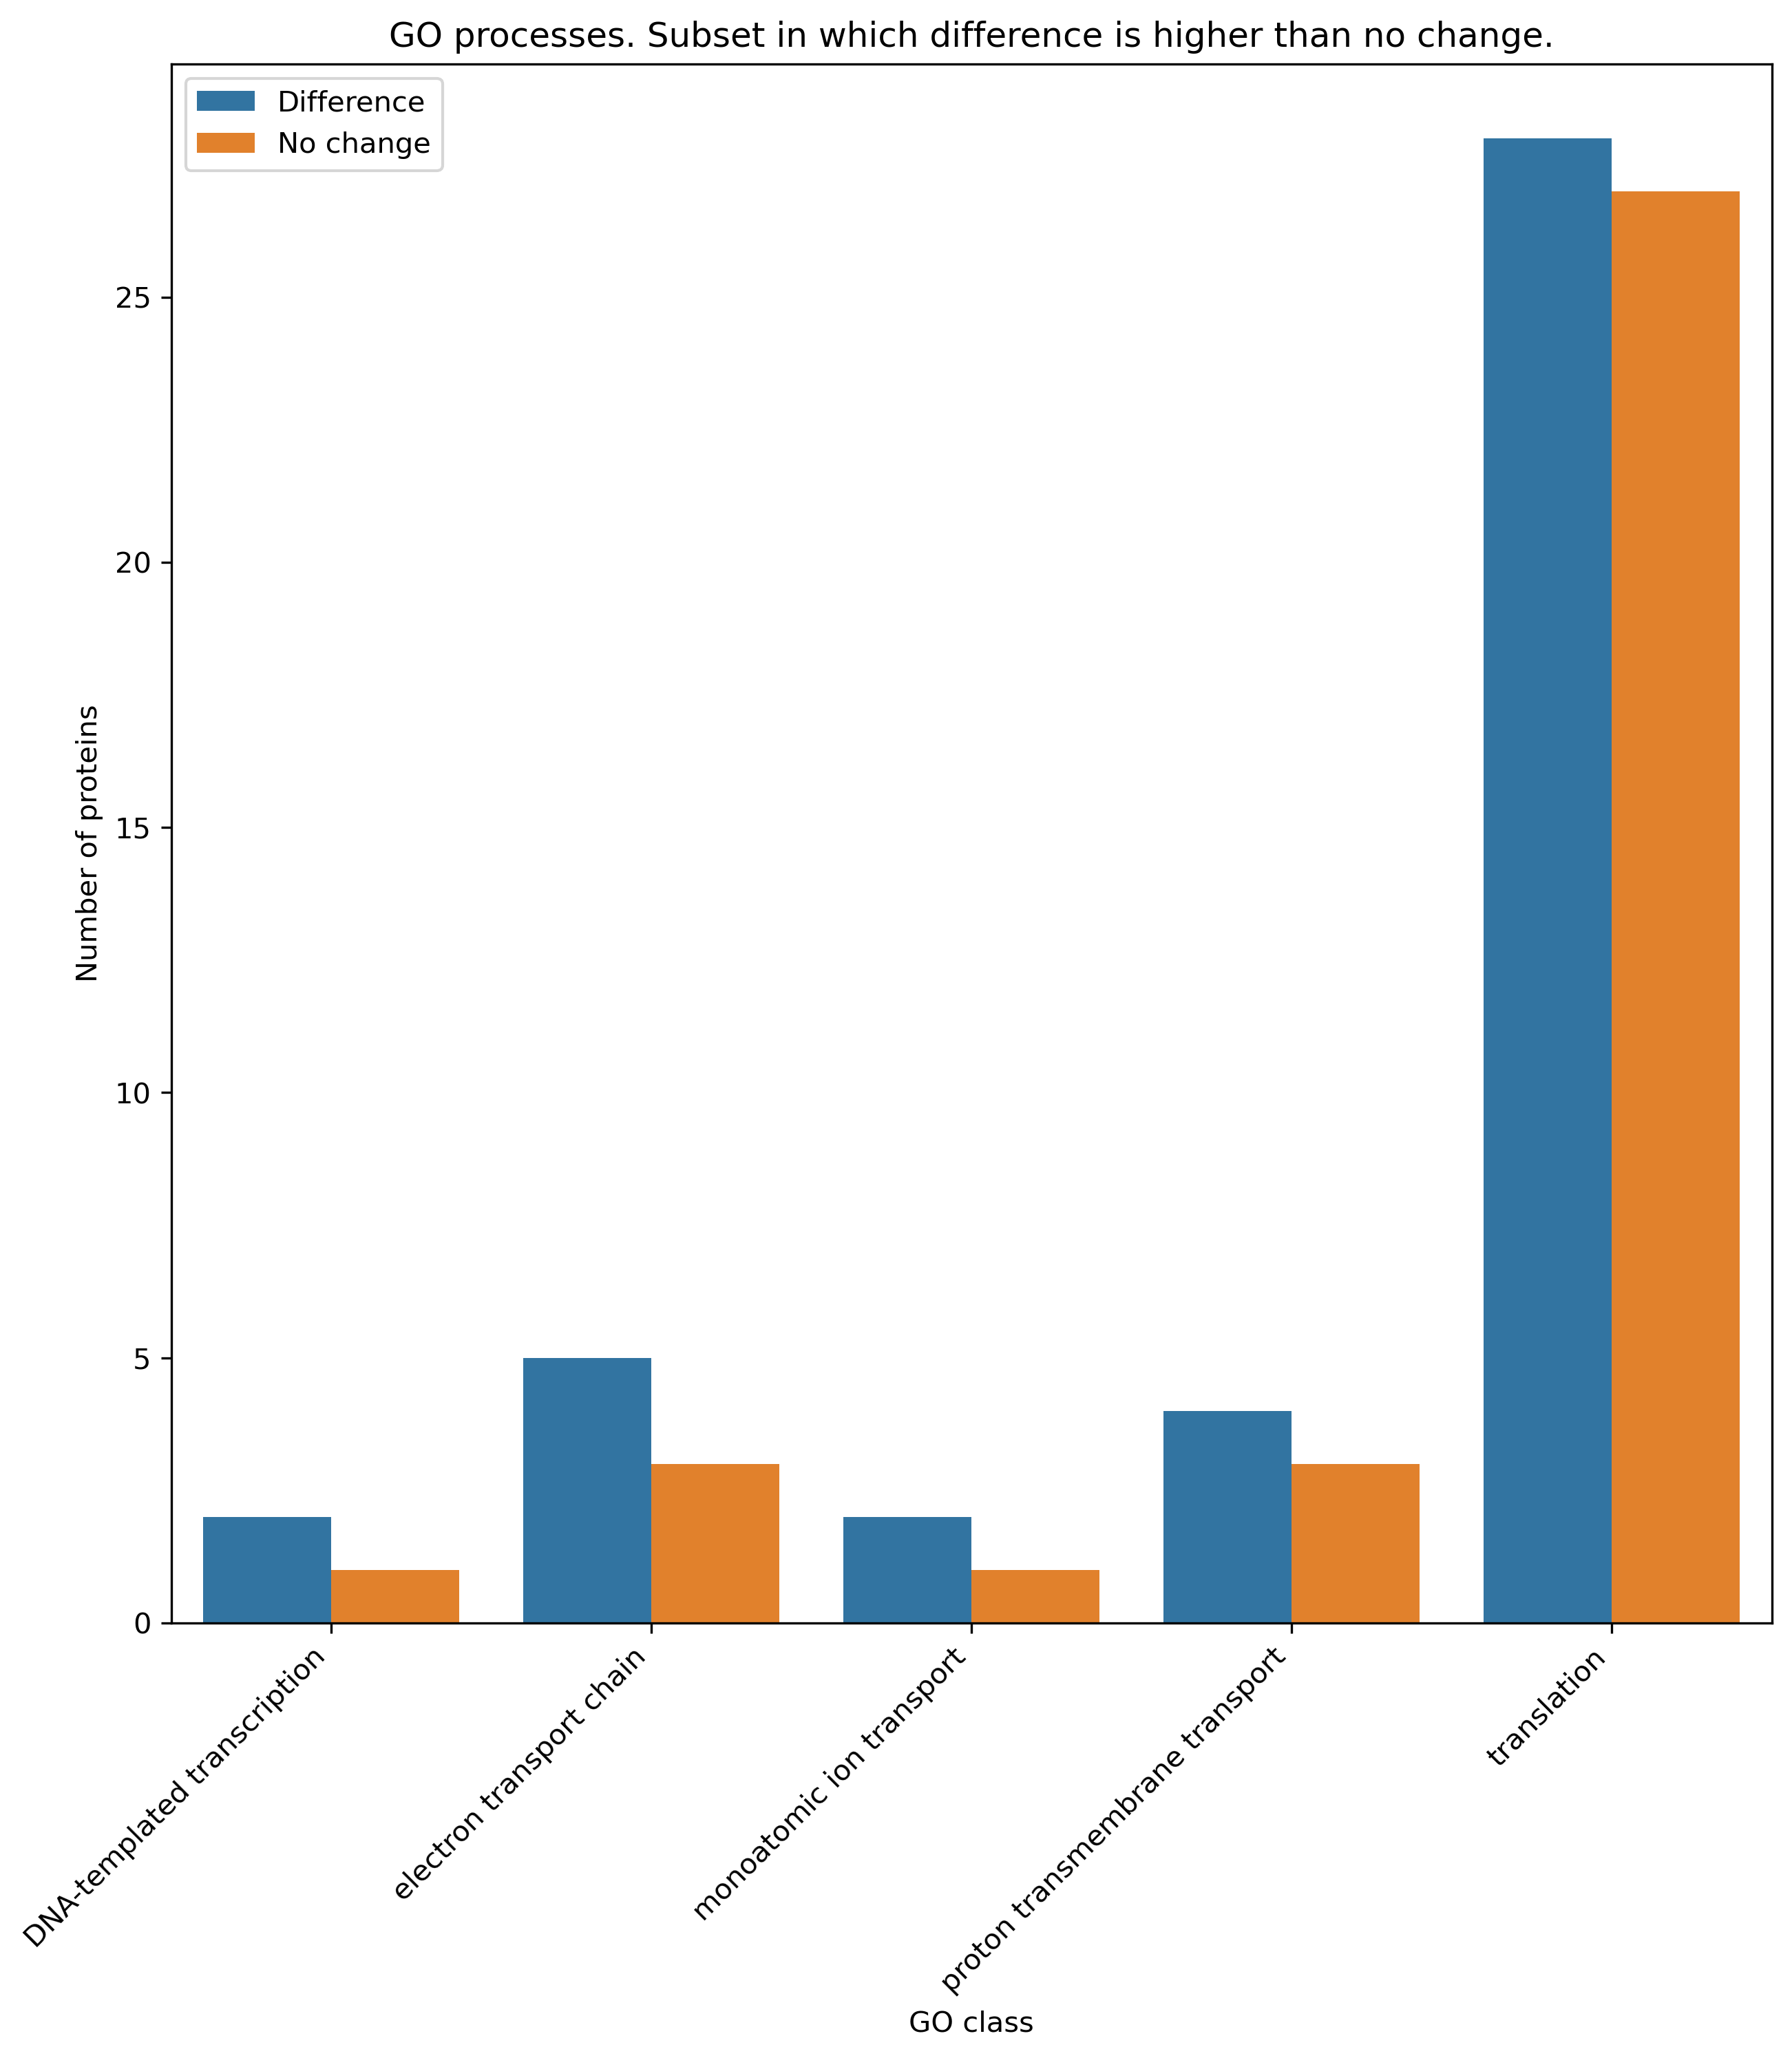 GO processes. Subset in which difference is higher than no change.
Difference
No change
25
20
15
10
5
0
Number of proteins
DNA-templated transcription
electron transport chain
monoatomic ion transport
proton transmembrane transport
translation
GO class